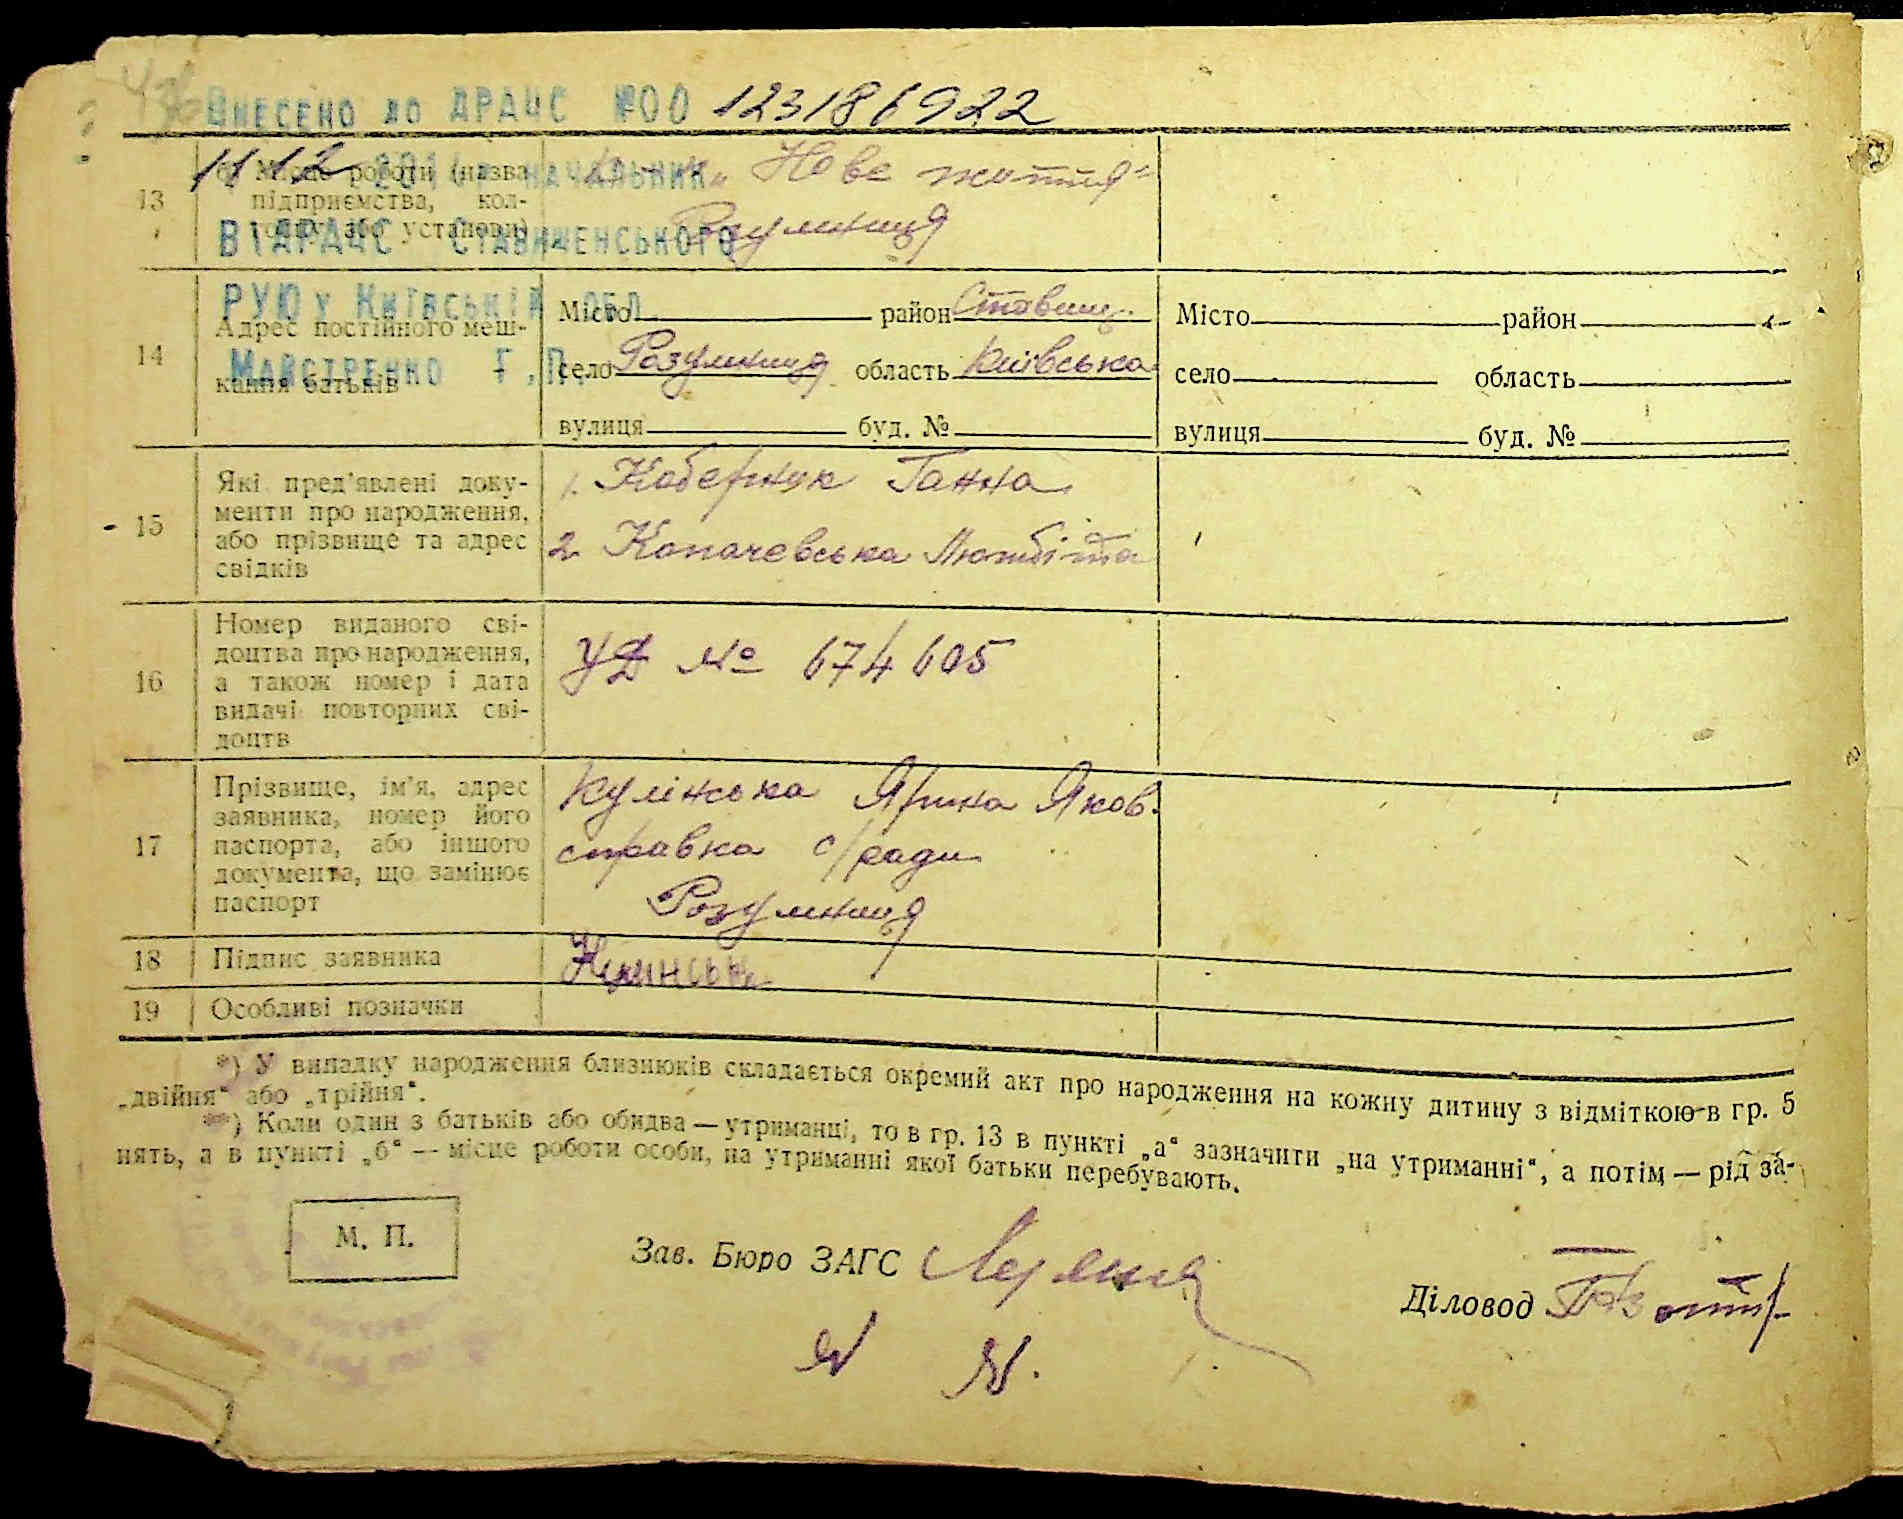 ВНЕСЕНО ДО ДРАЦС №00 123186922
13
б) Місце роботи (назва підприємства, кол-
госпу або установи)
11 12 201 р НАЧАЛЬНИК
ВІДРАЦС СТАВИЩЕНСЬКОГО
РУЮ У КИЇВСЬКІЙ ОБЛ
МАЙСТРЕНКО Г.П.
„Нове життя“
Розумниця
14
Адрес постійного меш-
кання батьків
Місто район Ставищ.
село Розумниця область Київська
вулиця буд. №
Місто район
село область
вулиця буд. №
15
Які пред'явлені доку-
менти про народження,
або прізвище та адрес
свідків
1. Коберник Ганна
2. Копачевська
16
Номер виданого сві-
доцтва про народження,
а також номер і дата
видачі повторних сві-
доцтв
УД № 674605
17
Прізвище, ім'я, адрес
заявника, номер його
паспорта, або іншого
документа, що замінює
паспорт
Кулінська Ярина Яков.
справка с/ради
Розумниця
18
Підпис заявника
19
Особливі позначки
*) У випадку народження близнюків складається окремий акт про народження на кожну дитину з відміткою в гр. 5
„двійня“ або „трійня“.
**) Коли один з батьків або обидва — утриманці, то в гр. 13 в пункті „а“ зазначити „на утриманні“, а потім — рід за-
нять, а в пункті „б“ — місце роботи особи, на утриманні якої батьки перебувають.
М. П.
Зав. Бюро ЗАГС
Діловод